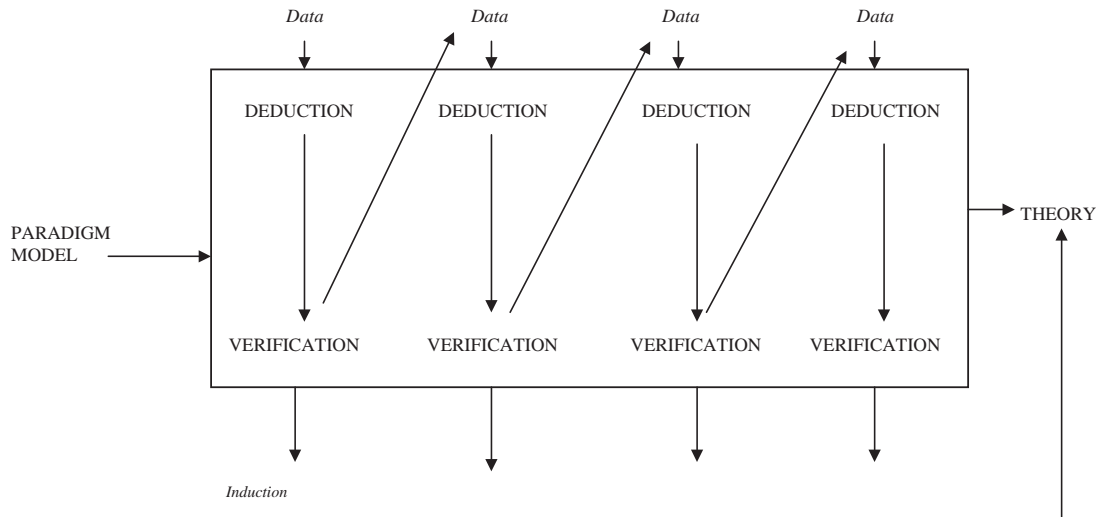 Data Data Data Data
DEDUCTION DEDUCTION DEDUCTION DEDUCTION
THEORY
PARADIGM
MODEL
VERIFICATION VERIFICATION VERIFICATION VERIFICATION
Induction